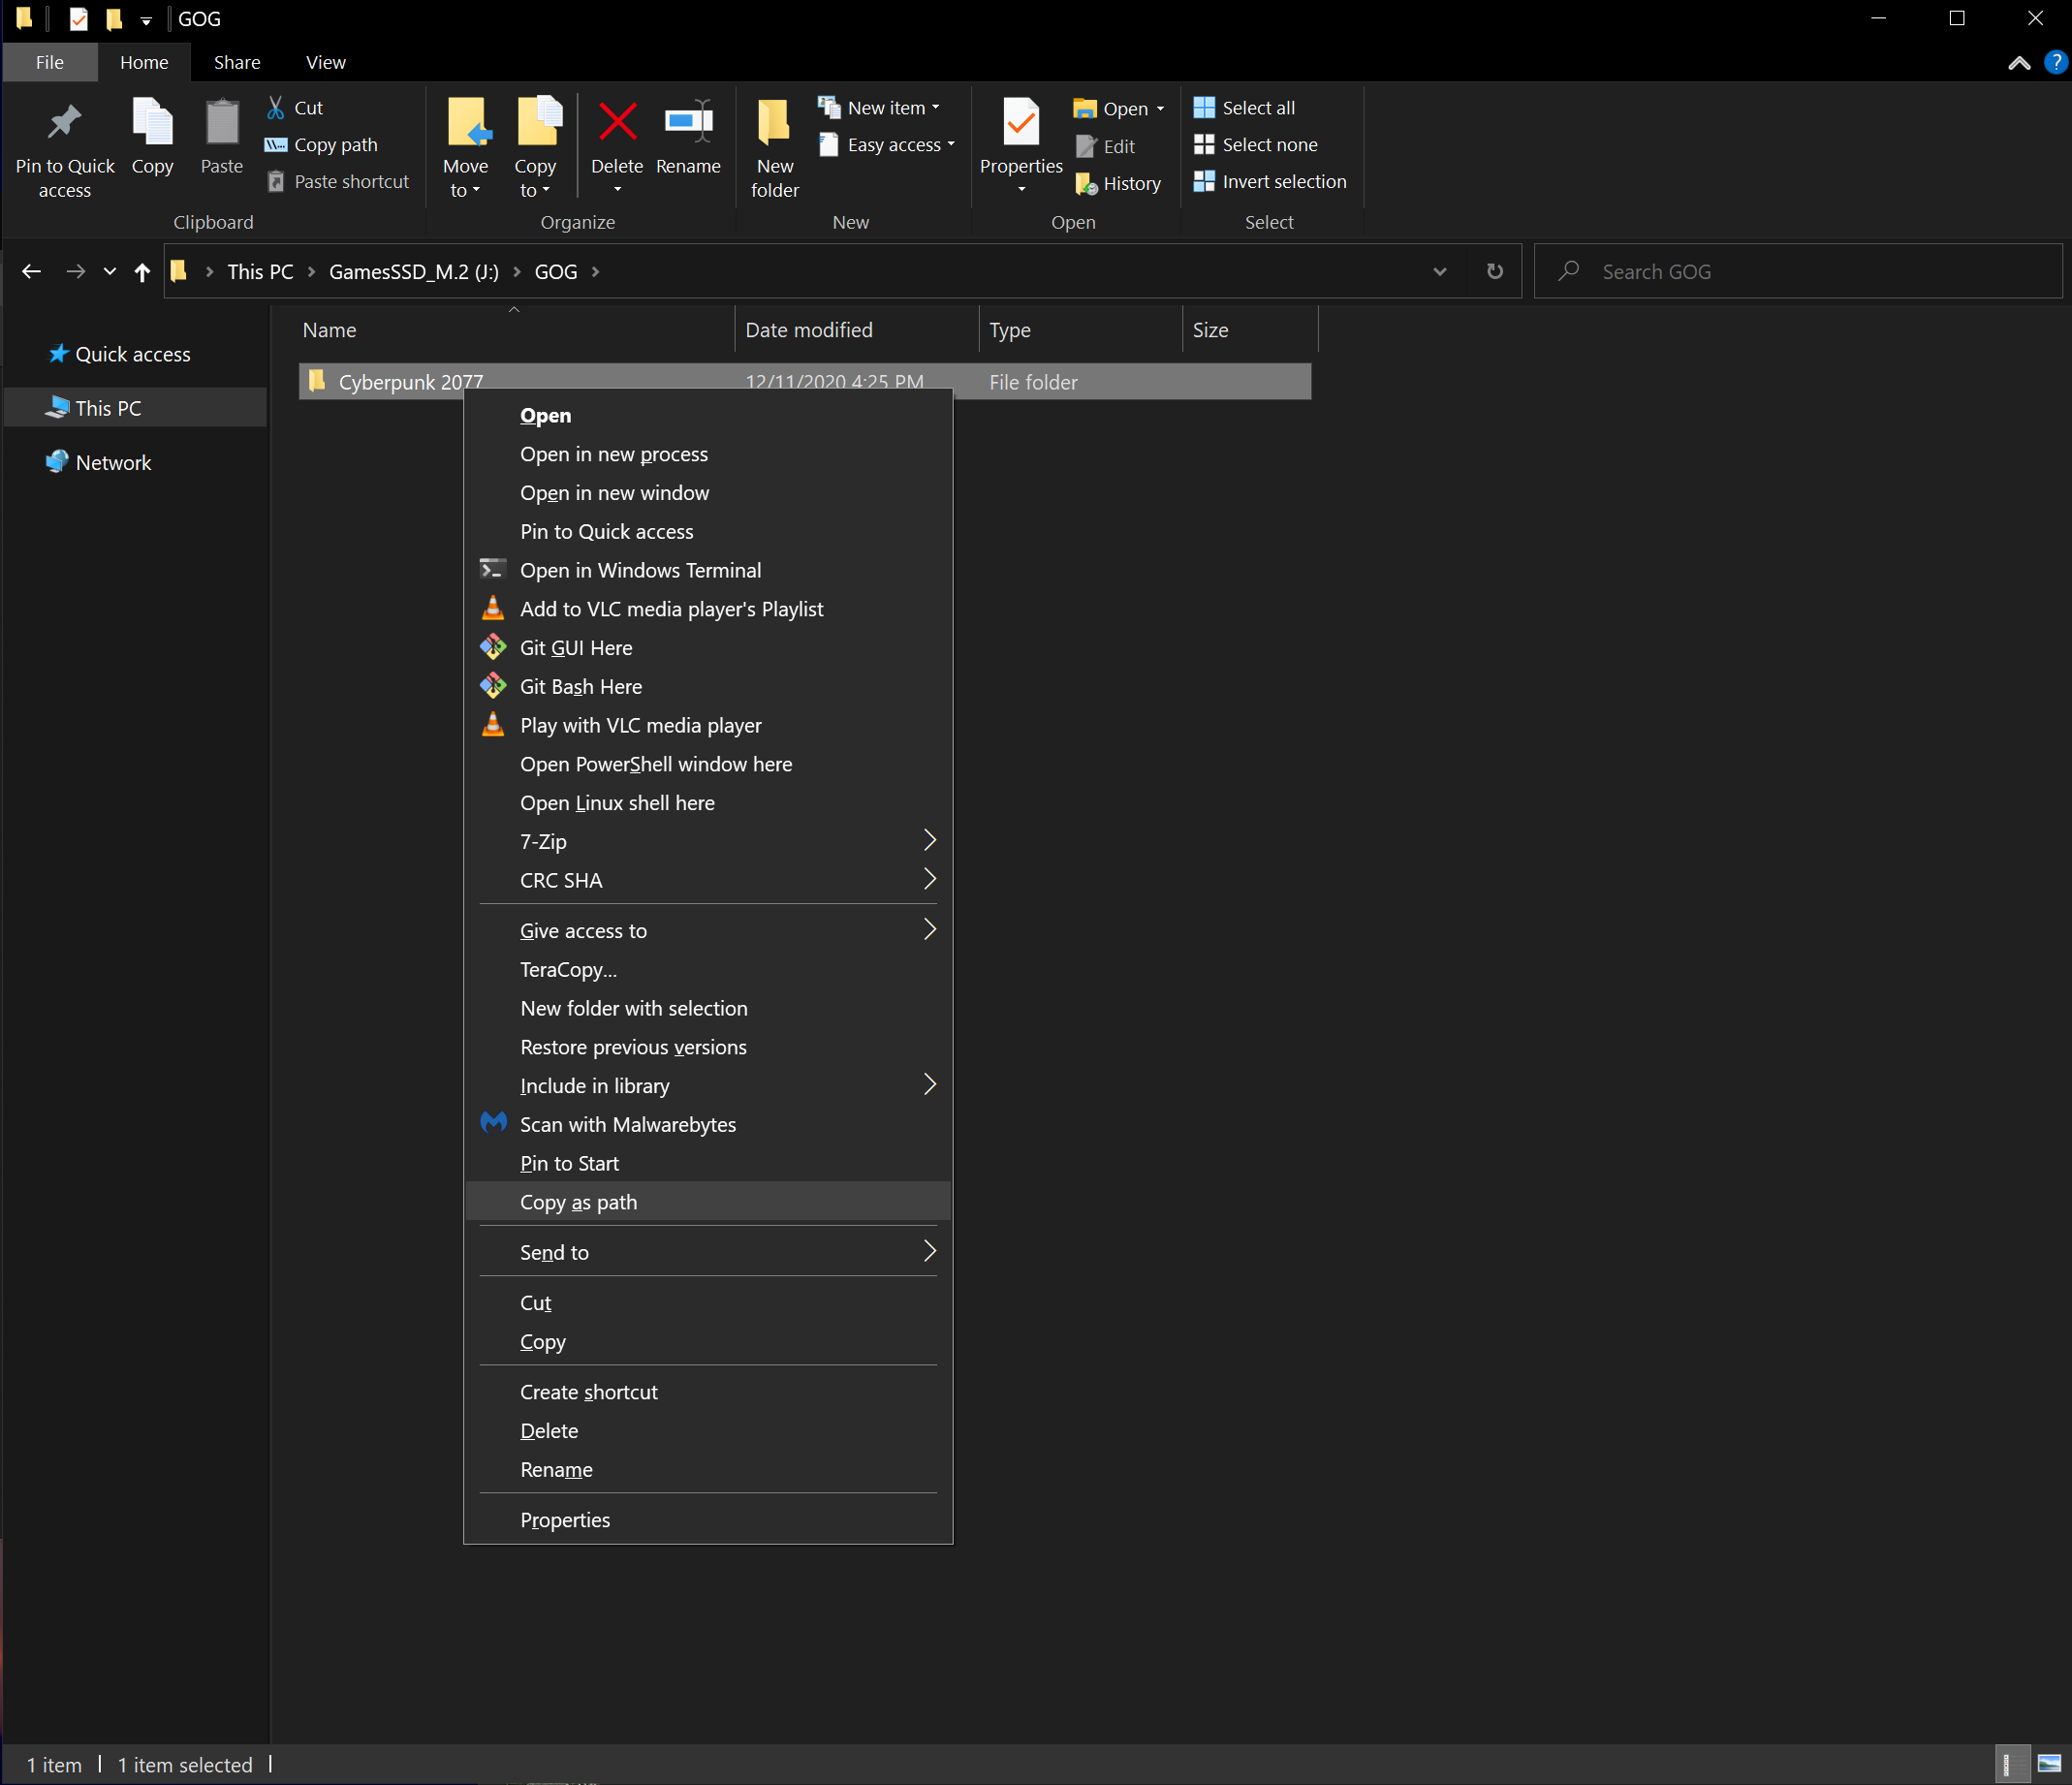 GOG
File Home Share View
Pin to Quick access
Copy
Paste
Cut
Copy path
Paste shortcut
Clipboard
Move to
Copy to
Delete
Rename
Organize
New folder
New item
Easy access
New
Properties
Open
Edit
History
Open
Select all
Select none
Invert selection
Select
This PC GamesSSD_M.2 (J:) GOG
Search GOG
Quick access
This PC
Network
Name Date modified Type Size
Cyberpunk 2077 12/11/2020 4:25 PM File folder
Open
Open in new process
Open in new window
Pin to Quick access
Open in Windows Terminal
Add to VLC media player's Playlist
Git GUI Here
Git Bash Here
Play with VLC media player
Open PowerShell window here
Open Linux shell here
7-Zip
CRC SHA
Give access to
TeraCopy...
New folder with selection
Restore previous versions
Include in library
Scan with Malwarebytes
Pin to Start
Copy as path
Send to
Cut
Copy
Create shortcut
Delete
Rename
Properties
1 item 1 item selected